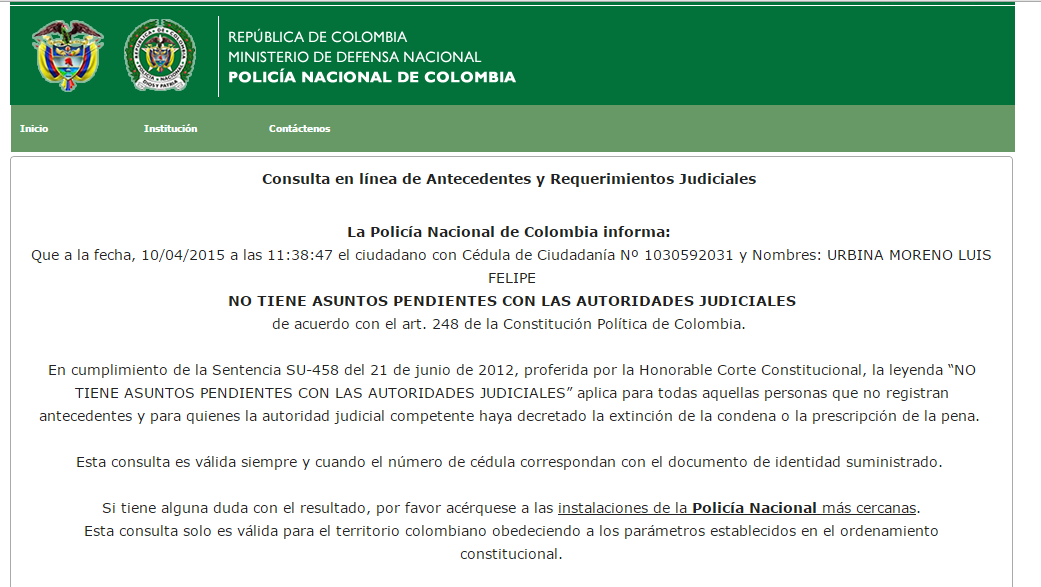 REPÚBLICA DE COLOMBIA
MINISTERIO DE DEFENSA NACIONAL
POLICÍA NACIONAL DE COLOMBIA
Inicio
Institución
Contáctenos
Consulta en línea de Antecedentes y Requerimientos Judiciales
La Policía Nacional de Colombia informa:
Que a la fecha, 10/04/2015 a las 11:38:47 el ciudadano con Cédula de Ciudadanía Nº 1030592031 y Nombres: URBINA MORENO LUIS
FELIPE
NO TIENE ASUNTOS PENDIENTES CON LAS AUTORIDADES JUDICIALES
de acuerdo con el art. 248 de la Constitución Política de Colombia.
En cumplimiento de la Sentencia SU-458 del 21 de junio de 2012, proferida por la Honorable Corte Constitucional, la leyenda “NO
TIENE ASUNTOS PENDIENTES CON LAS AUTORIDADES JUDICIALES” aplica para todas aquellas personas que no registran
antecedentes y para quienes la autoridad judicial competente haya decretado la extinción de la condena o la prescripción de la pena.
Esta consulta es válida siempre y cuando el número de cédula correspondan con el documento de identidad suministrado.
Si tiene alguna duda con el resultado, por favor acérquese a las instalaciones de la Policía Nacional más cercanas.
Esta consulta solo es válida para el territorio colombiano obedeciendo a los parámetros establecidos en el ordenamiento
constitucional.